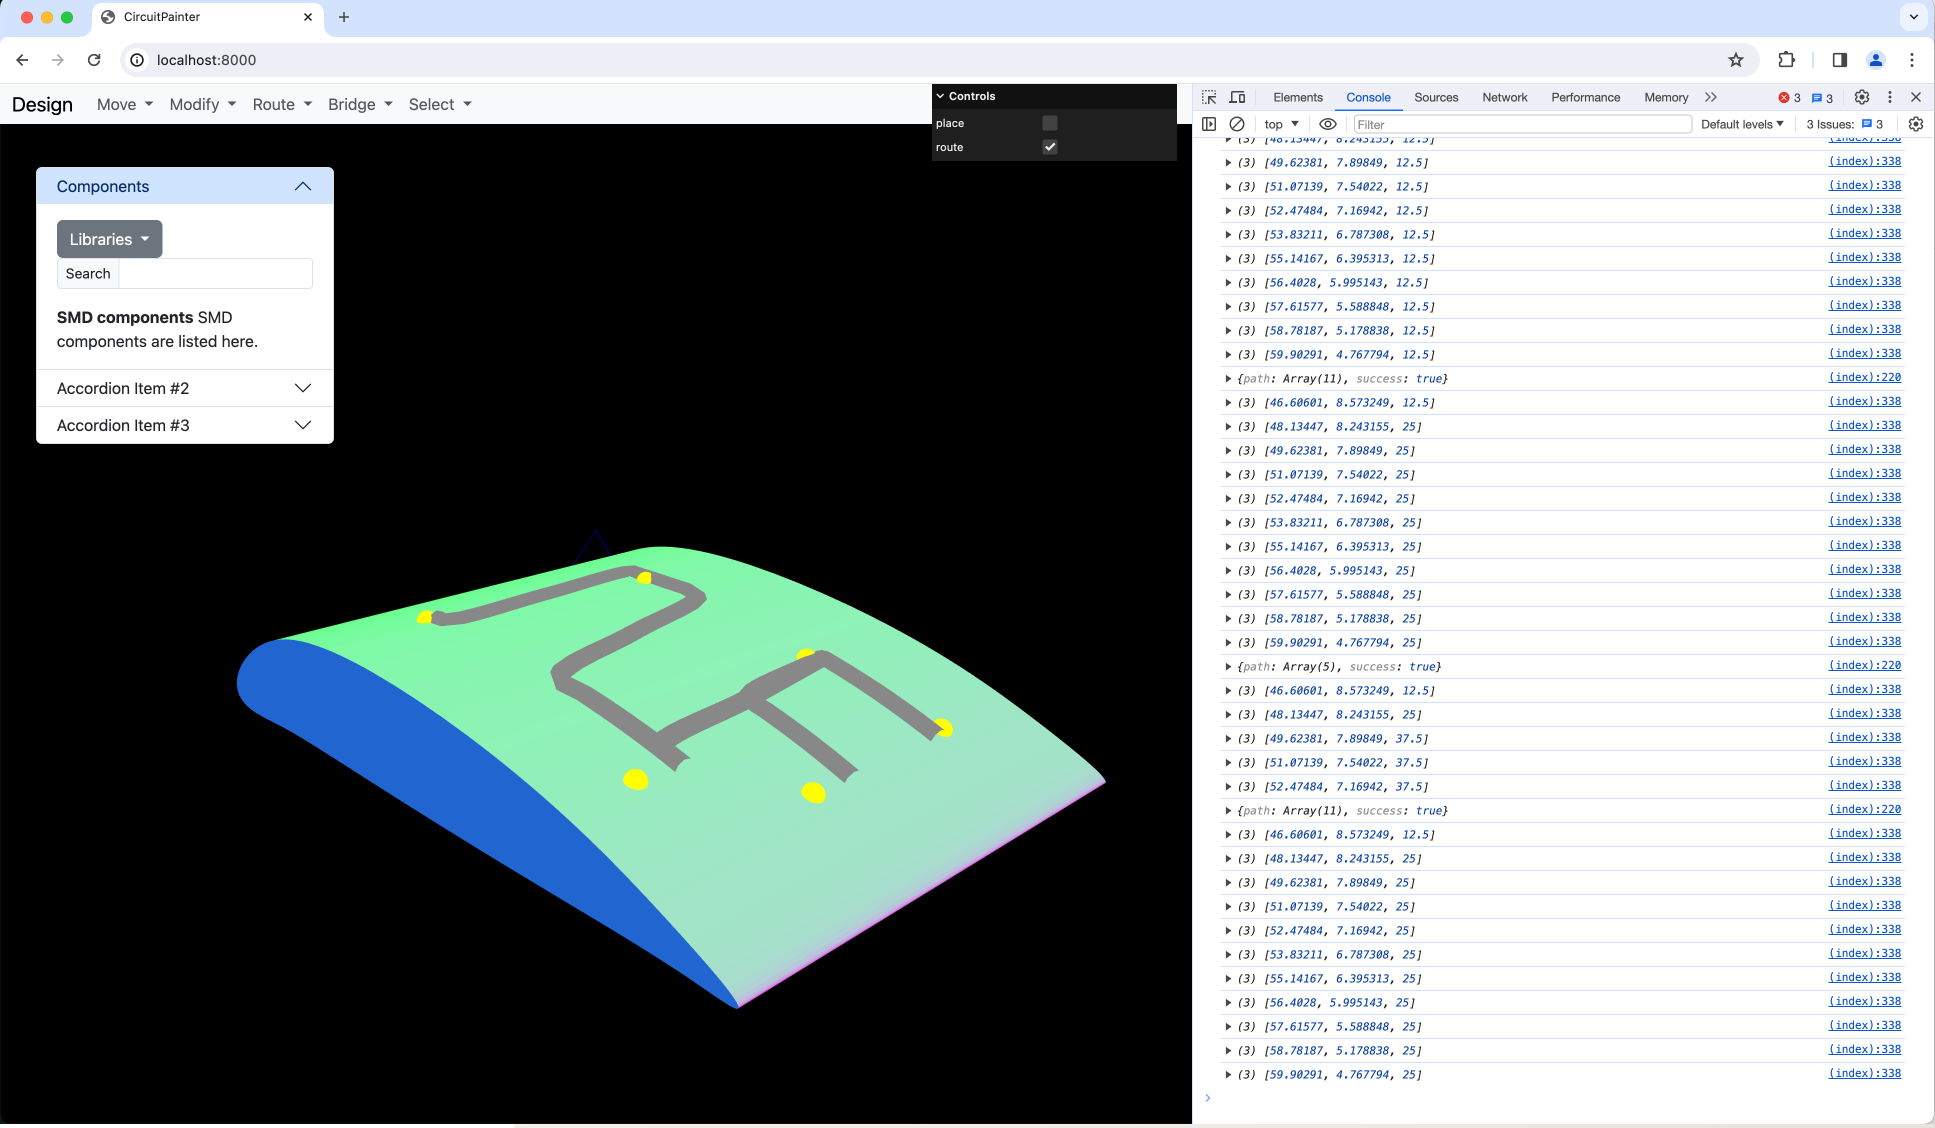 CircuitPainter
localhost:8000
Design Move Modify Route Bridge Select
Controls
place
route
Components
Libraries
Search
SMD components SMD
components are listed here.
Accordion Item #2
Accordion Item #3
Elements Console Sources Network Performance Memory 3 3
top Filter Default levels 3 Issues: 3
(3) [48.13447, 8.243155, 12.5] (index):338
(3) [49.62381, 7.89849, 12.5] (index):338
(3) [51.07139, 7.54022, 12.5] (index):338
(3) [52.47484, 7.16942, 12.5] (index):338
(3) [53.83211, 6.787308, 12.5] (index):338
(3) [55.14167, 6.395313, 12.5] (index):338
(3) [56.4028, 5.995143, 12.5] (index):338
(3) [57.61577, 5.588848, 12.5] (index):338
(3) [58.78187, 5.178838, 12.5] (index):338
(3) [59.90291, 4.767794, 12.5] (index):338
{path: Array(11), success: true} (index):220
(3) [46.60601, 8.573249, 12.5] (index):338
(3) [48.13447, 8.243155, 25] (index):338
(3) [49.62381, 7.89849, 25] (index):338
(3) [51.07139, 7.54022, 25] (index):338
(3) [52.47484, 7.16942, 25] (index):338
(3) [53.83211, 6.787308, 25] (index):338
(3) [55.14167, 6.395313, 25] (index):338
(3) [56.4028, 5.995143, 25] (index):338
(3) [57.61577, 5.588848, 25] (index):338
(3) [58.78187, 5.178838, 25] (index):338
(3) [59.90291, 4.767794, 25] (index):338
{path: Array(5), success: true} (index):220
(3) [46.60601, 8.573249, 12.5] (index):338
(3) [48.13447, 8.243155, 25] (index):338
(3) [49.62381, 7.89849, 37.5] (index):338
(3) [51.07139, 7.54022, 37.5] (index):338
(3) [52.47484, 7.16942, 37.5] (index):338
{path: Array(11), success: true} (index):220
(3) [46.60601, 8.573249, 12.5] (index):338
(3) [48.13447, 8.243155, 25] (index):338
(3) [49.62381, 7.89849, 25] (index):338
(3) [51.07139, 7.54022, 25] (index):338
(3) [52.47484, 7.16942, 25] (index):338
(3) [53.83211, 6.787308, 25] (index):338
(3) [55.14167, 6.395313, 25] (index):338
(3) [56.4028, 5.995143, 25] (index):338
(3) [57.61577, 5.588848, 25] (index):338
(3) [58.78187, 5.178838, 25] (index):338
(3) [59.90291, 4.767794, 25] (index):338